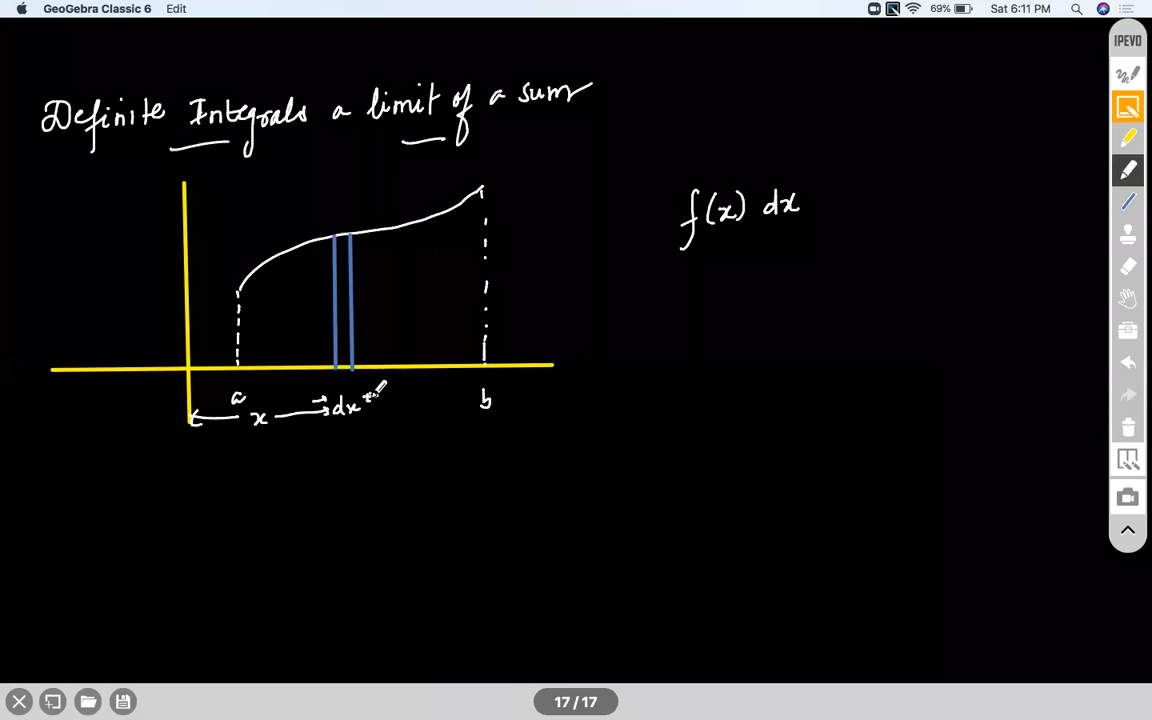 GeoGebra Classic 6 Edit 69% Sat 6:11 PM
IPEVO
Definite Integrals a limit of a sum
f(x) dx
a
b
x
dx
17/17